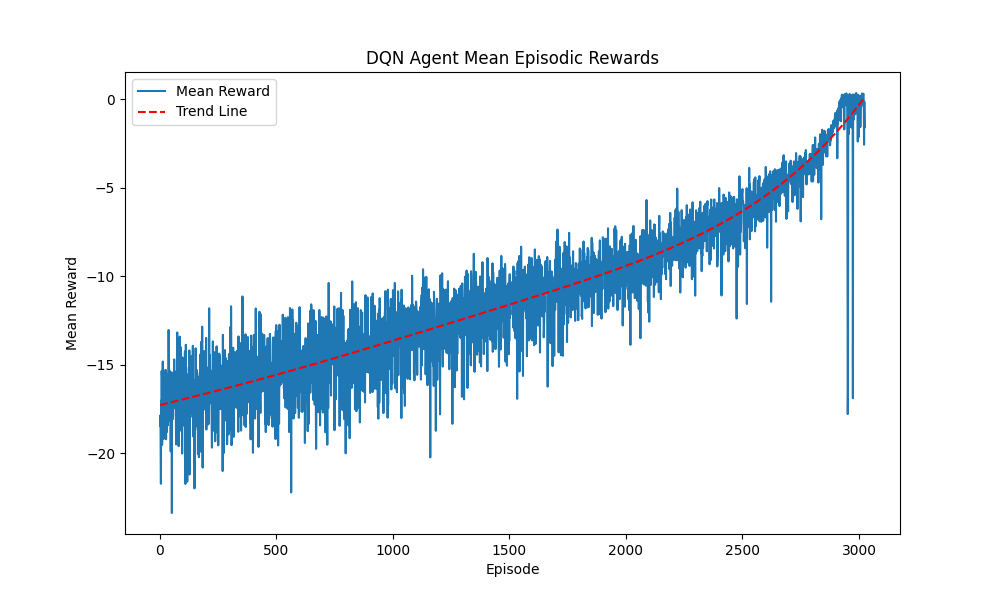 DQN Agent Mean Episodic Rewards
Mean Reward
Trend Line
0
−5
−10
−15
−20
Mean Reward
0
500
1000
1500
2000
2500
3000
Episode